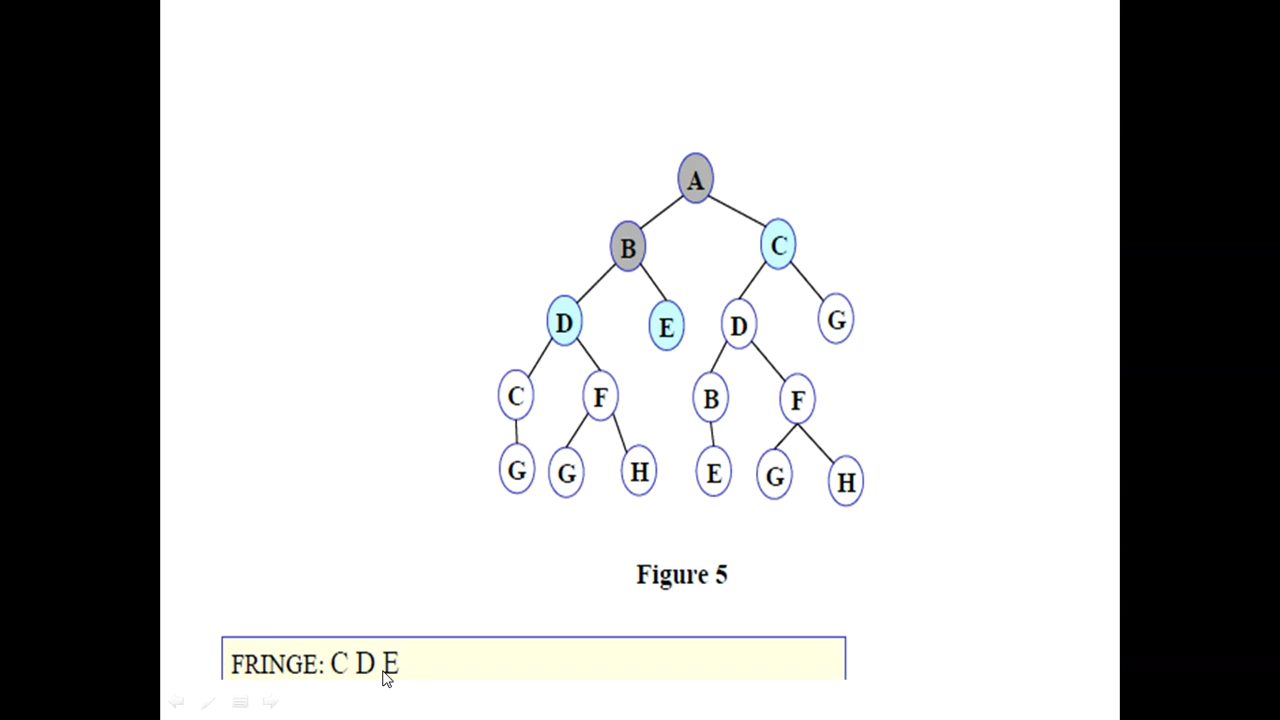 A
B C
D E D G
C F B F
G G H E G H
Figure 5
FRINGE: C D E